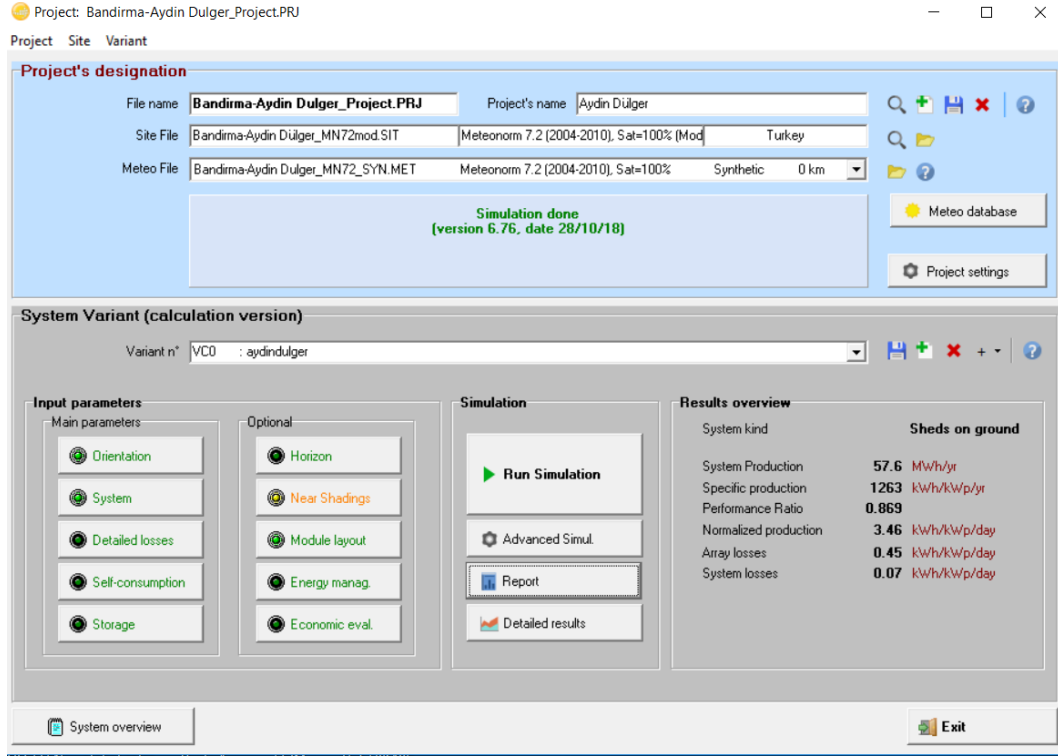 Project: Bandirma-Aydin Dulger_Project.PRJ
Project Site Variant
Project's designation
File name Bandirma-Aydin Dulger_Project.PRJ Project's name Aydin Dülger
Site File Bandirma-Aydin Dülger_MN72mod.SIT Meteonorm 7.2 (2004-2010), Sat=100% (Mod Turkey
Meteo File Bandirma-Aydin Dulger_MN72_SYN.MET Meteonorm 7.2 (2004-2010), Sat=100% Synthetic 0 km
Simulation done
(version 6.76, date 28/10/18)
Meteo database
Project settings
System Variant (calculation version)
Variant n° VC0 : aydindulger
Input parameters
Main parameters
Orientation
System
Detailed losses
Self-consumption
Storage
Optional
Horizon
Near Shadings
Module layout
Energy manag.
Economic eval.
Simulation
Run Simulation
Advanced Simul.
Report
Detailed results
Results overview
System kind Sheds on ground
System Production 57.6 MWh/yr
Specific production 1263 kWh/kWp/yr
Performance Ratio 0.869
Normalized production 3.46 kWh/kWp/day
Array losses 0.45 kWh/kWp/day
System losses 0.07 kWh/kWp/day
System overview
Exit